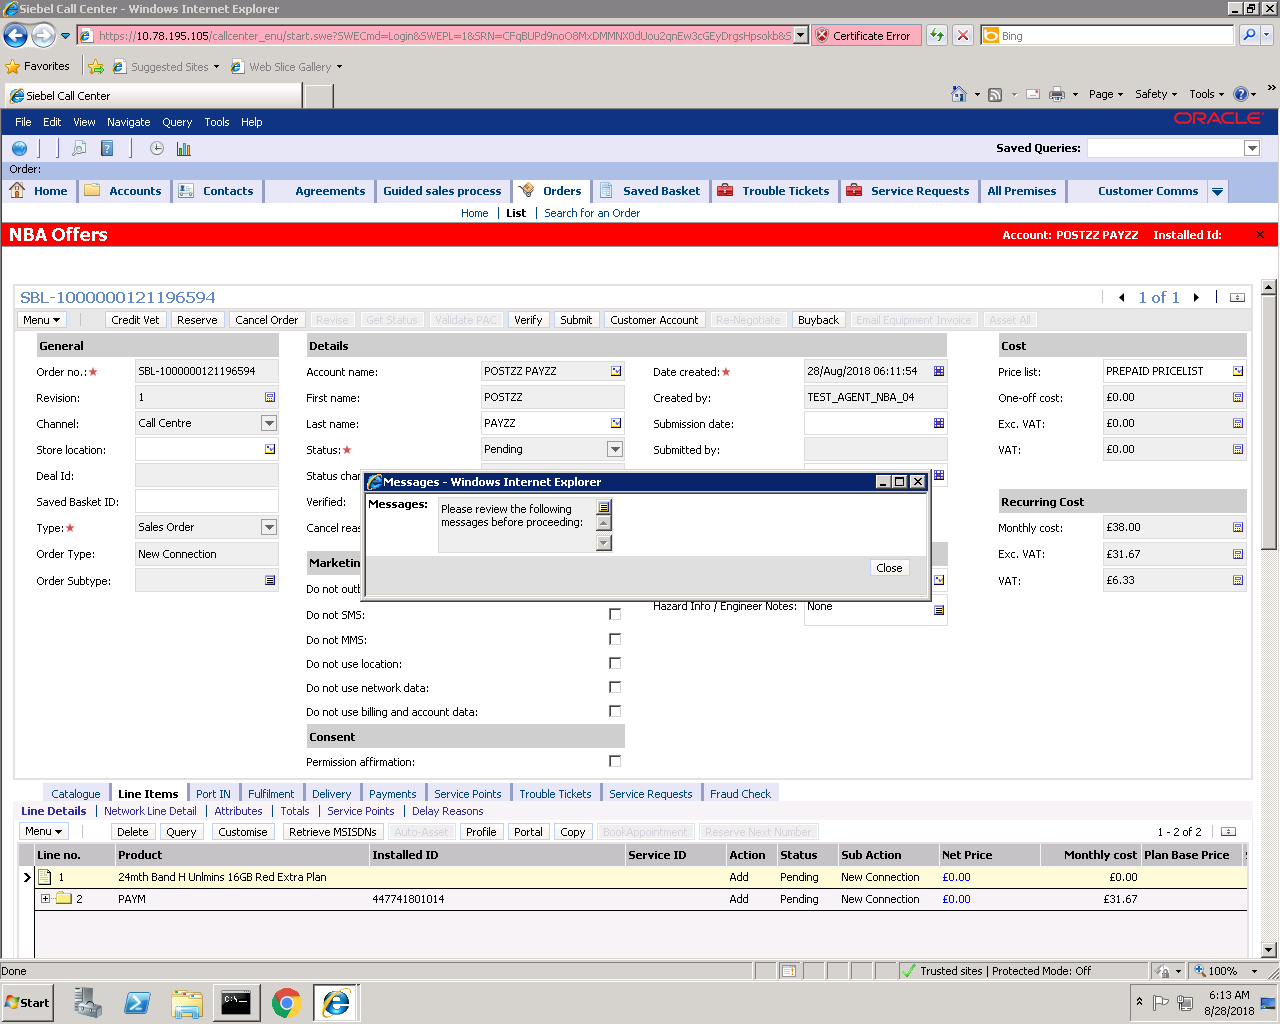 Siebel Call Center - Windows Internet Explorer
https://10.78.195.105/callcenter_enu/start.swe?SWECmd=Login&SWEPL=1&SRN=
Certificate Error
Bing
Favorites
Suggested Sites
Web Slice Gallery
Siebel Call Center
Page
Safety
Tools
File Edit View Navigate Query Tools Help
ORACLE
Saved Queries:
Order:
Home
Accounts
Contacts
Agreements
Guided sales process
Orders
Saved Basket
Trouble Tickets
Service Requests
All Premises
Customer Comms
Home | List | Search for an Order
NBA Offers
Account: POSTZZ PAYZZ
Installed Id:
SBL-1000000121196594
1 of 1
Menu
Credit Vet
Reserve
Cancel Order
Revise
Get Status
Validate PAC
Verify
Submit
Customer Account
Re-Negotiate
Buyback
Email Equipment Invoice
Asset All
General
Order no.: SBL-1000000121196594
Revision: 1
Channel: Call Centre
Store location:
Deal Id:
Saved Basket ID:
Type: Sales Order
Order Type: New Connection
Order Subtype:
Details
Account name: POSTZZ PAYZZ
First name: POSTZZ
Last name: PAYZZ
Status: Pending
Status chan
Verified:
Cancel reas
Date created: 28/Aug/2018 06:11:54
Created by: TEST_AGENT_NBA_04
Submission date:
Submitted by:
Cost
Price list: PREPAID PRICELIST
One-off cost: £0.00
Exc. VAT: £0.00
VAT: £0.00
Recurring Cost
Monthly cost: £38.00
Exc. VAT: £31.67
VAT: £6.33
Messages - Windows Internet Explorer
Messages:
Please review the following
messages before proceeding:
Close
Marketin
Do not outb
Do not SMS:
Do not MMS:
Do not use location:
Do not use network data:
Do not use billing and account data:
Hazard Info / Engineer Notes: None
Consent
Permission affirmation:
Catalogue
Line Items
Port IN
Fulfilment
Delivery
Payments
Service Points
Trouble Tickets
Service Requests
Fraud Check
Line Details | Network Line Detail | Attributes | Totals | Service Points | Delay Reasons
Menu
Delete
Query
Customise
Retrieve MSISDNs
Auto-Asset
Profile
Portal
Copy
BookAppointment
Reserve Next Number
1 - 2 of 2
Line no. Product Installed ID Service ID Action Status Sub Action Net Price Monthly cost Plan Base Price
1 24mth Band H Unlmins 16GB Red Extra Plan Add Pending New Connection £0.00 £0.00
2 PAYM 447741801014 Add Pending New Connection £0.00 £31.67
Done
Trusted sites | Protected Mode: Off
100%
Start
6:13 AM
8/28/2018